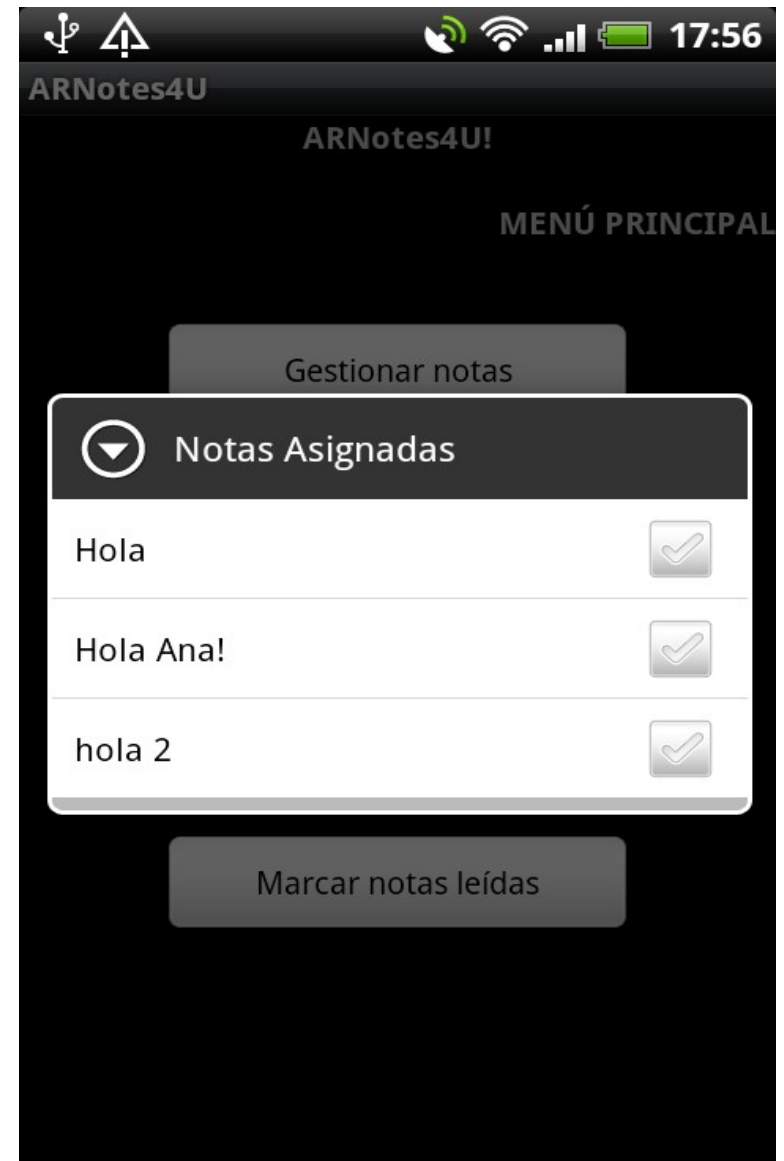 17:56
ARNotes4U
ARNotes4U!
MENÚ PRINCIPAL
Gestionar notas
Notas Asignadas
Hola
Hola Ana!
hola 2
Marcar notas leídas